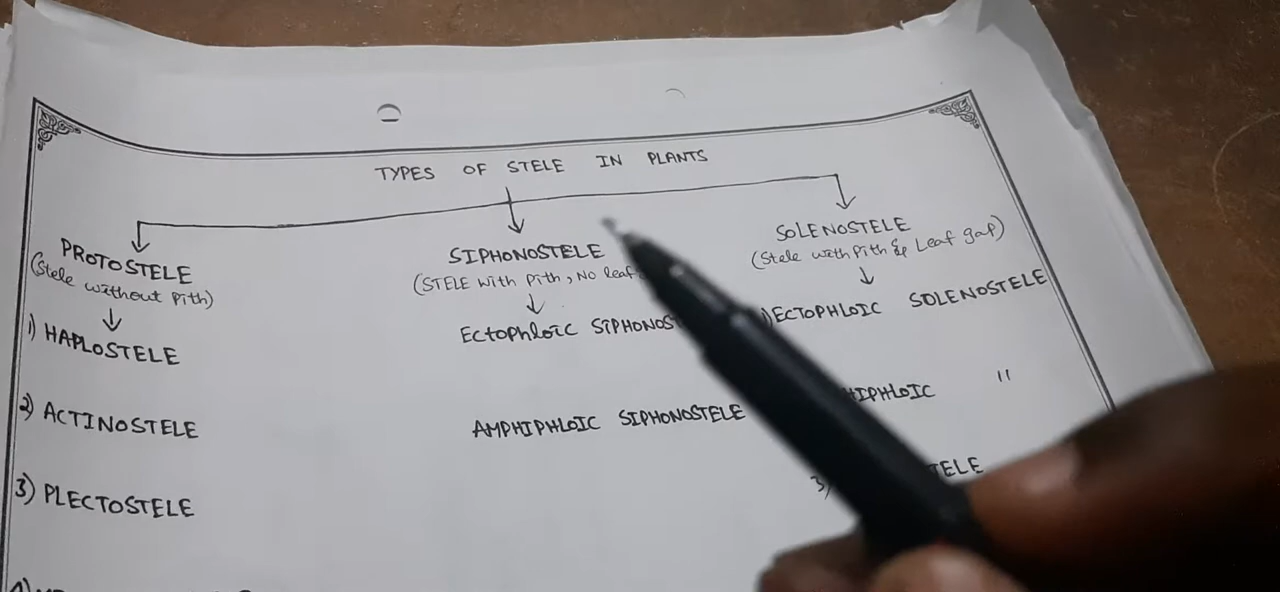 TYPES OF STELE IN PLANTS
PROTOSTELE
(Stele without Pith)
1) HAPLOSTELE
2) ACTINOSTELE
3) PLECTOSTELE
SIPHONOSTELE
(STELE with Pith, No leaf
Ectophloic
AMPHIPHLOIC SIPHONOSTELE
SOLENOSTELE
(Stele with Pith & Leaf gap)
ECTOPHLOIC SOLENOSTELE
"
3)